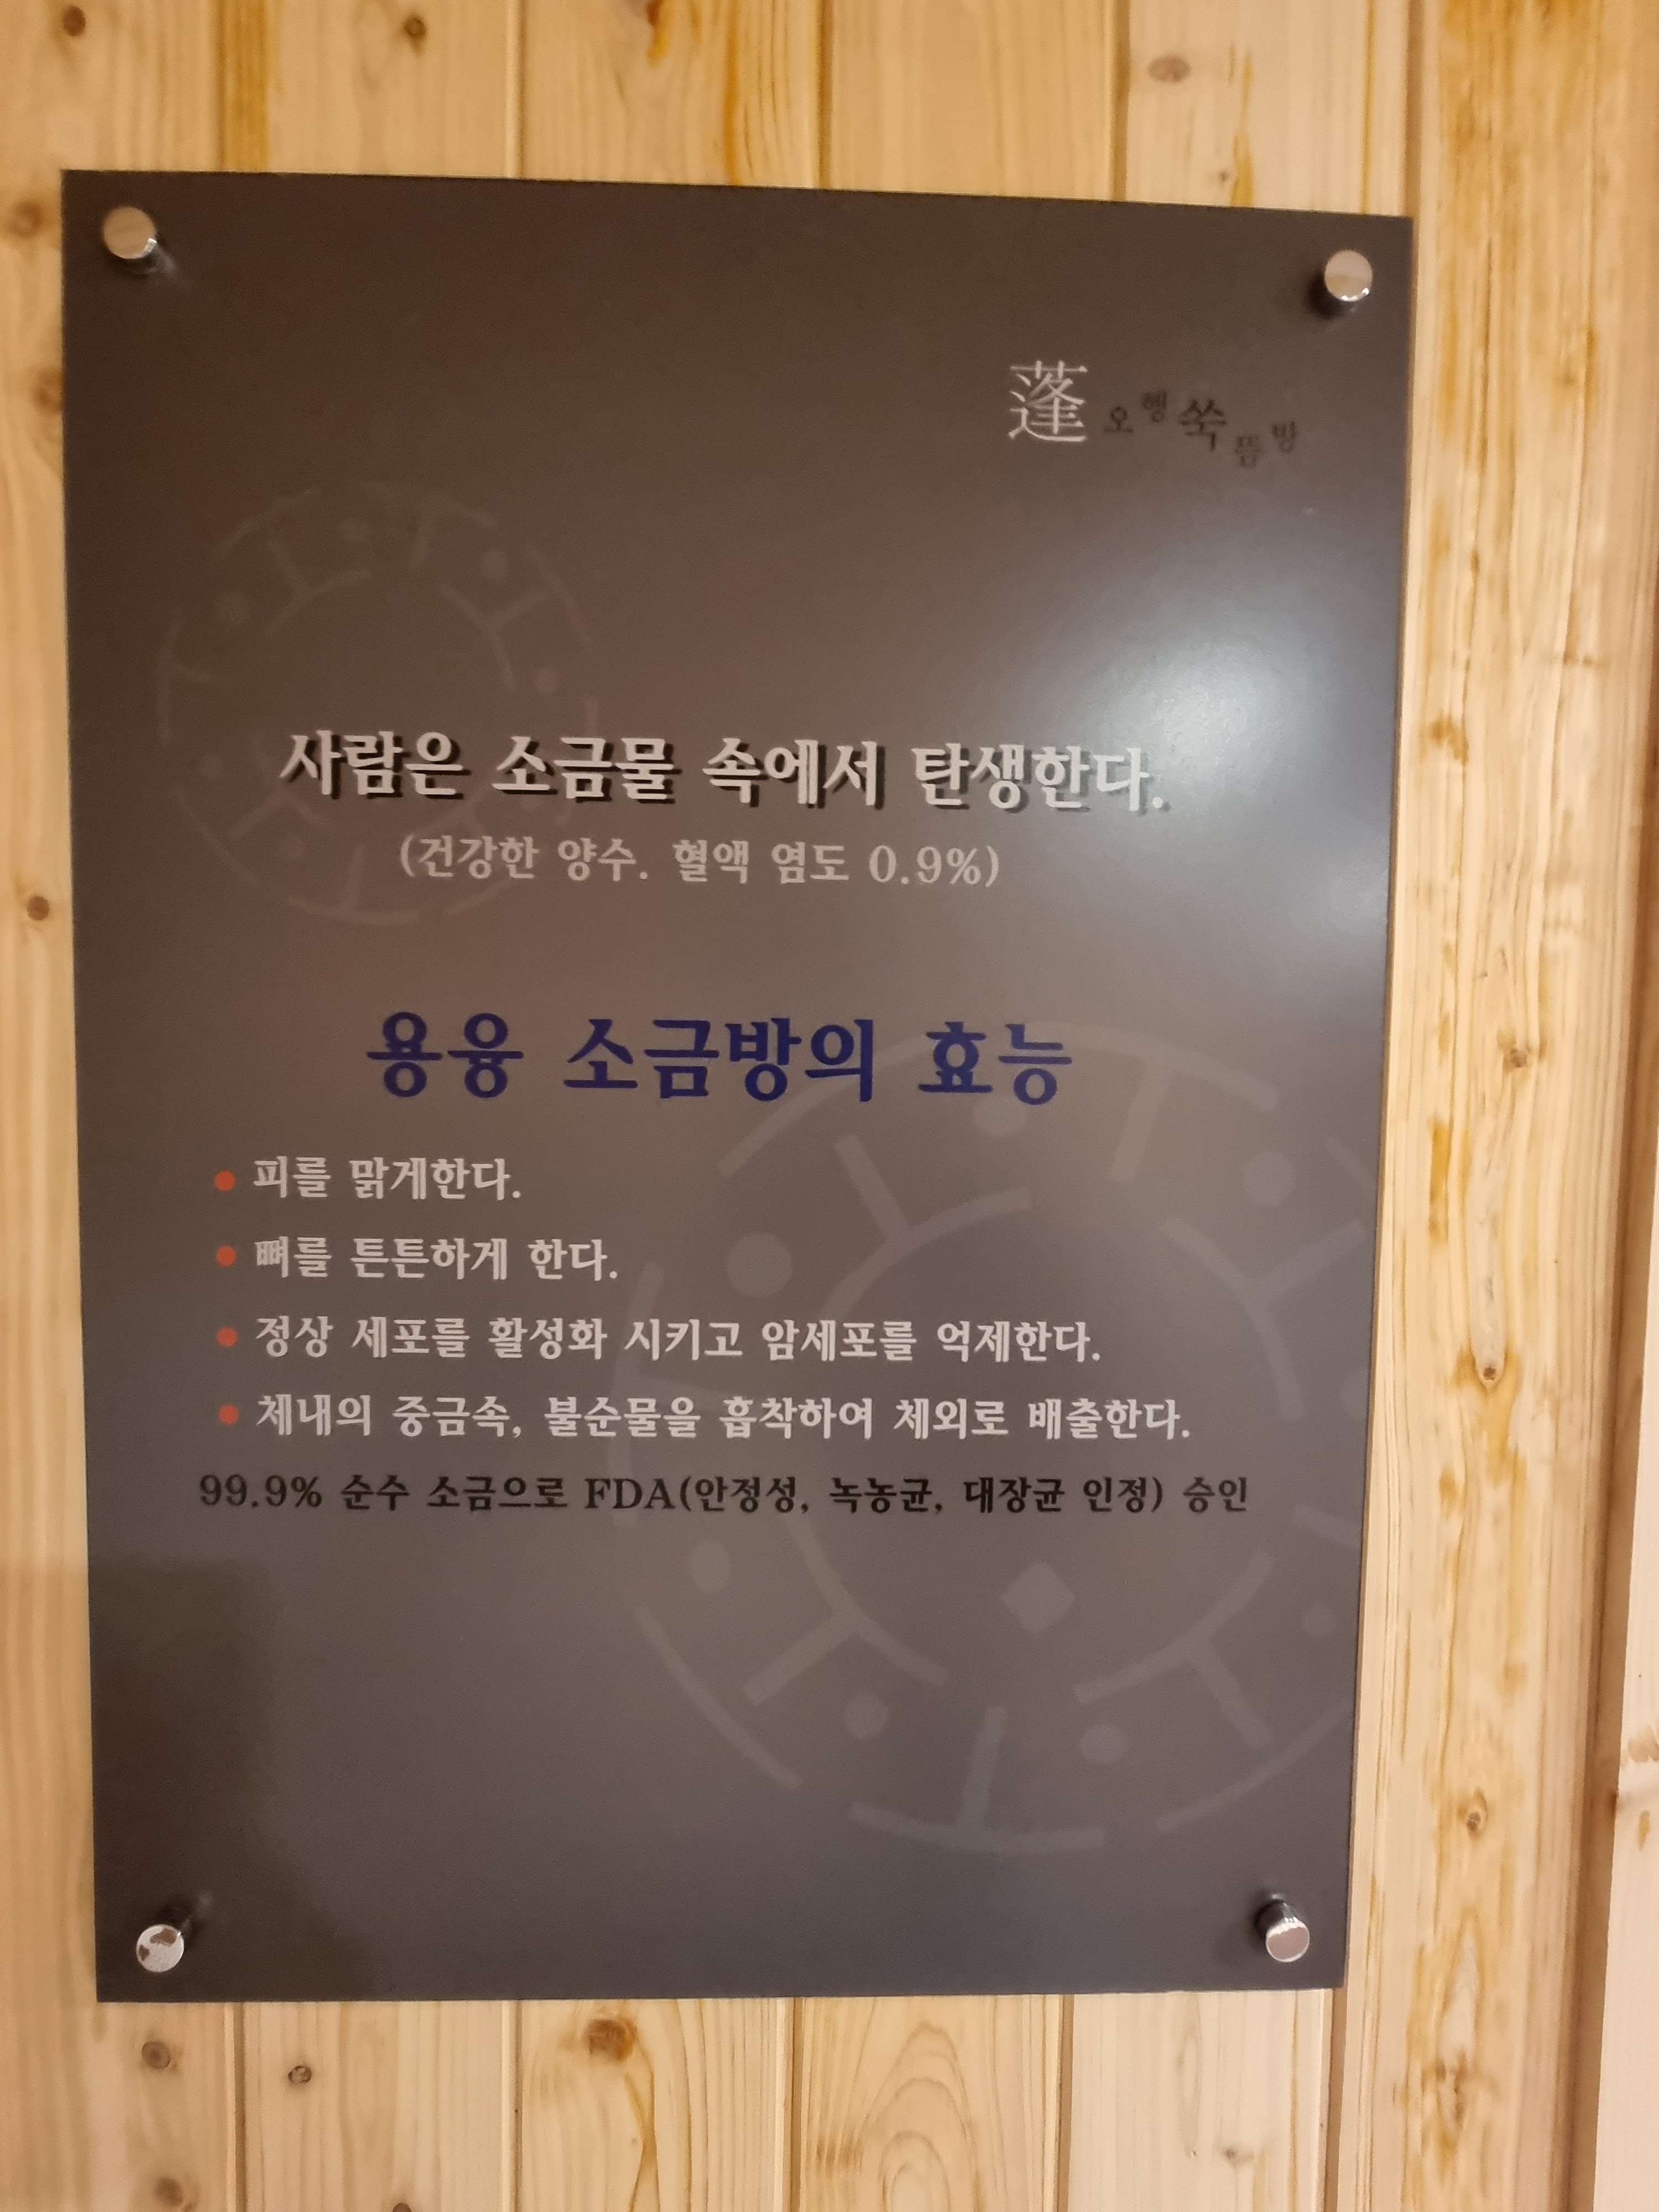 蓬 오행쑥뜸방
사람은 소금물 속에서 탄생한다.
(건강한 양수. 혈액 염도 0.9%)
용융 소금방의 효능
● 피를 맑게한다.
● 뼈를 튼튼하게 한다.
● 정상 세포를 활성화 시키고 암세포를 억제한다.
● 체내의 중금속, 불순물을 흡착하여 체외로 배출한다.
99.9% 순수 소금으로 FDA(안정성, 녹농균, 대장균 인정) 승인